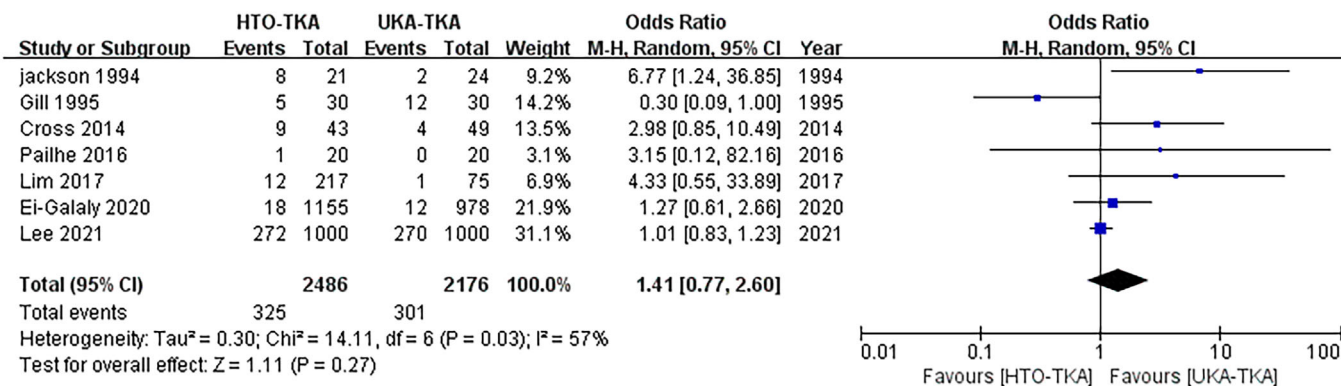 HTO-TKA UKA-TKA Odds Ratio Odds Ratio
Study or Subgroup Events Total Events Total Weight M-H, Random, 95% CI Year M-H, Random, 95% CI
jackson 1994 8 21 2 24 9.2% 6.77 [1.24, 36.85] 1994
Gill 1995 5 30 12 30 14.2% 0.30 [0.09, 1.00] 1995
Cross 2014 9 43 4 49 13.5% 2.98 [0.85, 10.49] 2014
Pailhe 2016 1 20 0 20 3.1% 3.15 [0.12, 82.16] 2016
Lim 2017 12 217 1 75 6.9% 4.33 [0.55, 33.89] 2017
Ei-Galaly 2020 18 1155 12 978 21.9% 1.27 [0.61, 2.66] 2020
Lee 2021 272 1000 270 1000 31.1% 1.01 [0.83, 1.23] 2021
Total (95% CI) 2486 2176 100.0% 1.41 [0.77, 2.60]
Total events 325 301
Heterogeneity: Tau² = 0.30; Chi² = 14.11, df = 6 (P = 0.03); I² = 57%
Test for overall effect: Z = 1.11 (P = 0.27)
0.01 0.1 1 10 100
Favours [HTO-TKA] Favours [UKA-TKA]